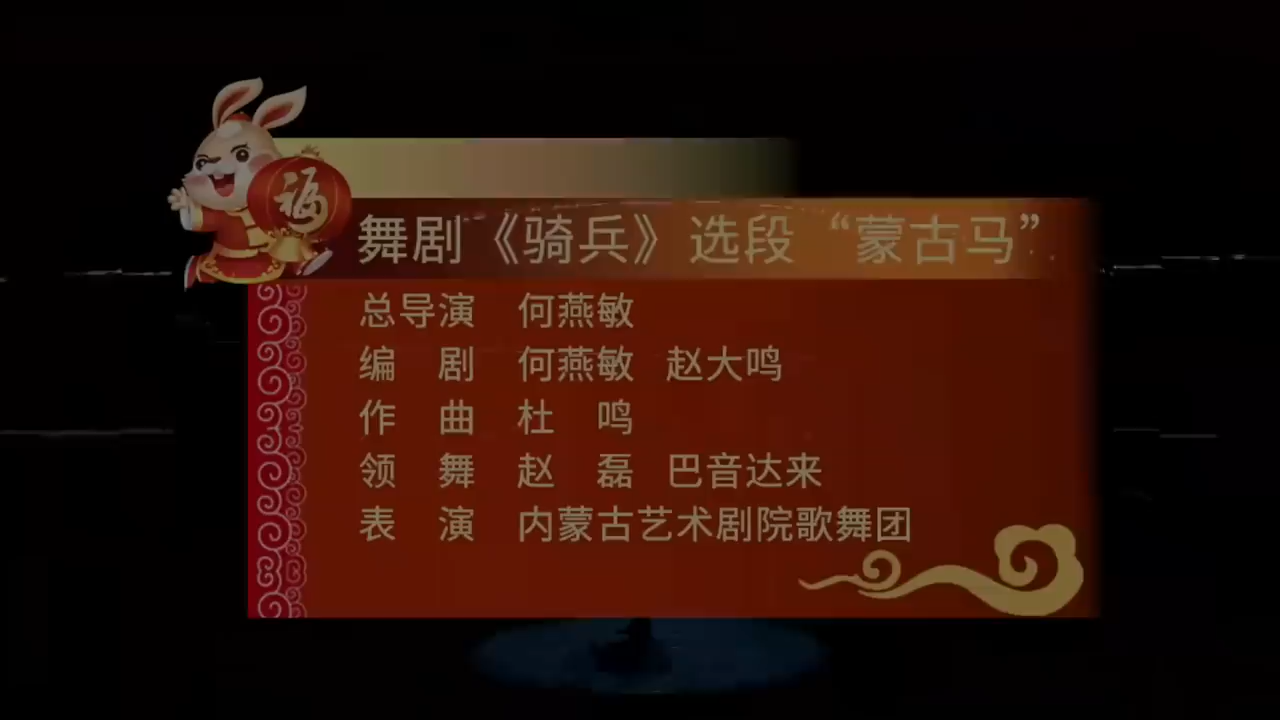 福
舞剧《骑兵》选段“蒙古马”
总导演 何燕敏
编 剧 何燕敏 赵大鸣
作 曲 杜 鸣
领 舞 赵 磊 巴音达来
表 演 内蒙古艺术剧院歌舞团